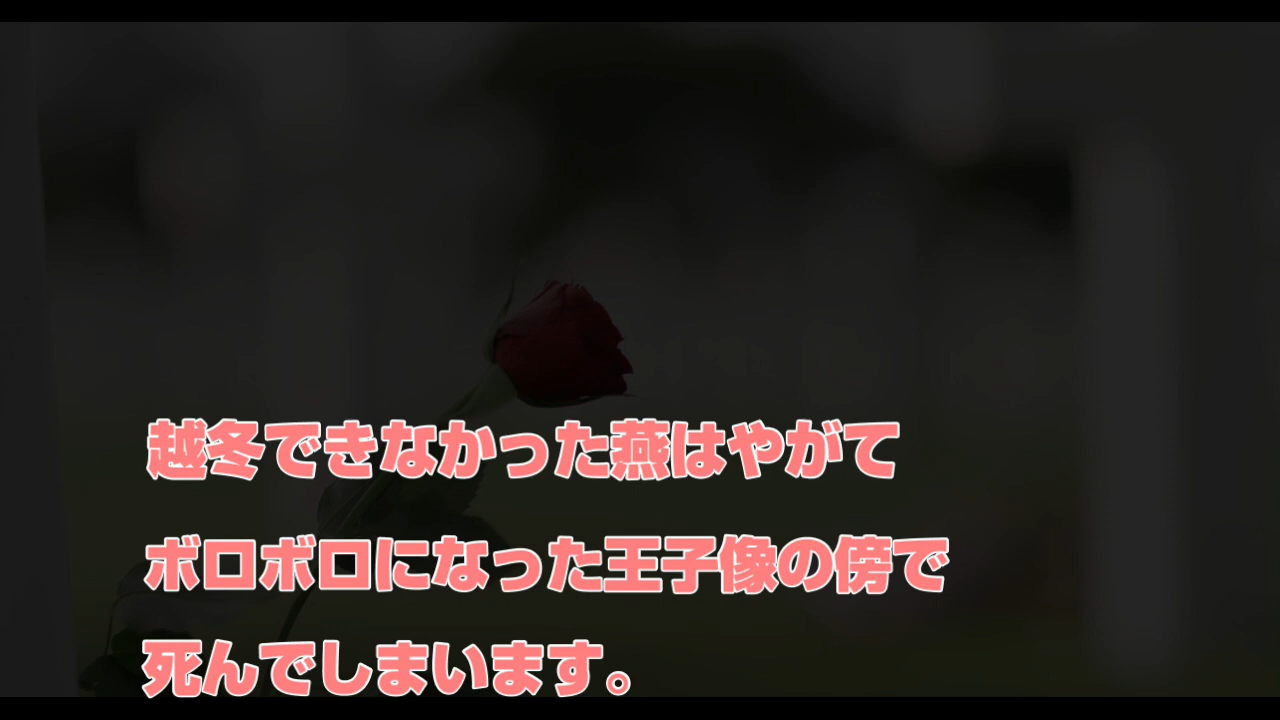 越冬できなかった燕はやがて
ボロボロになった王子像の傍で
死んでしまいます。